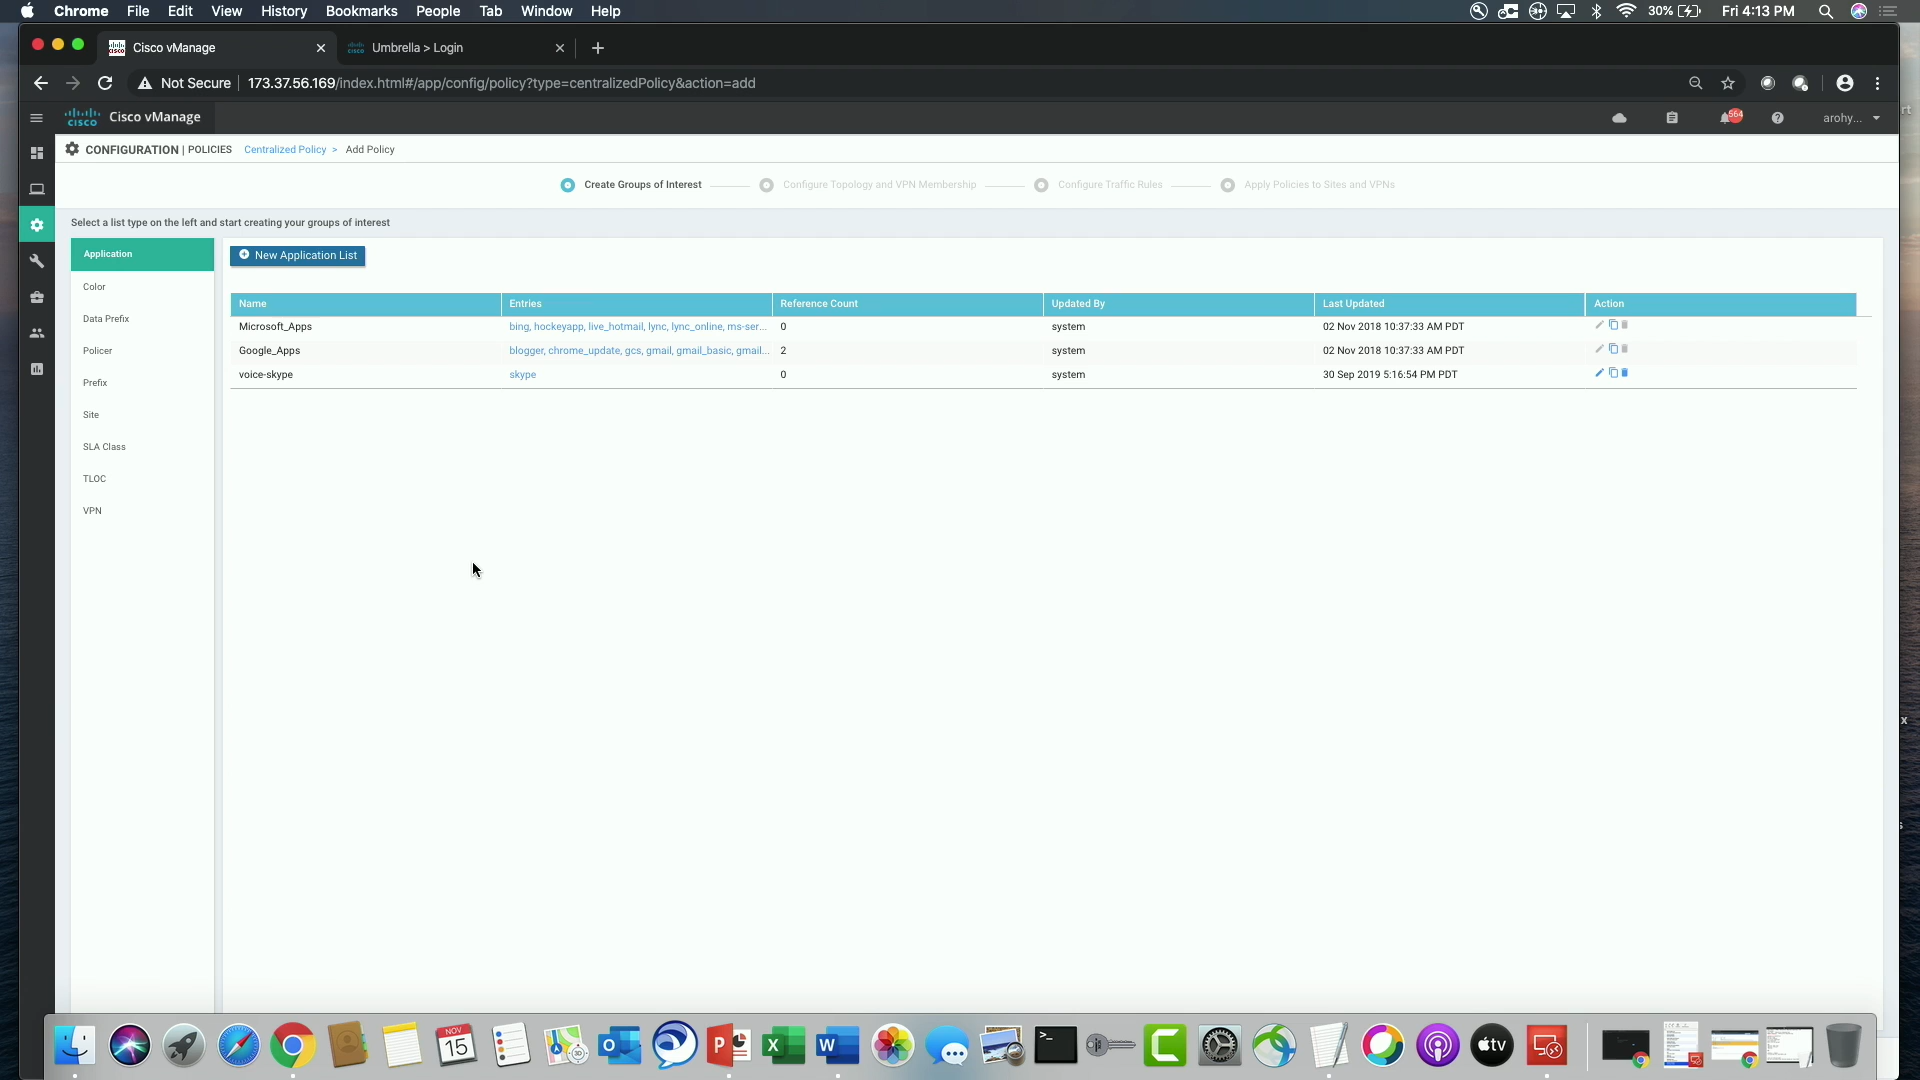 Chrome File Edit View History Bookmarks People Tab Window Help 30% Fri 4:13 PM
Cisco vManage Umbrella > Login
Not Secure 173.37.56.169/index.html#/app/config/policy?type=centralizedPolicy&action=add
cisco Cisco vManage 564 arohy...
CONFIGURATION | POLICIES Centralized Policy > Add Policy
Create Groups of Interest Configure Topology and VPN Membership Configure Traffic Rules Apply Policies to Sites and VPNs
Select a list type on the left and start creating your groups of interest
Application
Color
Data Prefix
Policer
Prefix
Site
SLA Class
TLOC
VPN
New Application List
Name Entries Reference Count Updated By Last Updated Action
Microsoft_Apps bing, hockeyapp, live_hotmail, lync, lync_online, ms-ser... 0 system 02 Nov 2018 10:37:33 AM PDT
Google_Apps blogger, chrome_update, gcs, gmail, gmail_basic, gmail... 2 system 02 Nov 2018 10:37:33 AM PDT
voice-skype skype 0 system 30 Sep 2019 5:16:54 PM PDT
rt
x
NOV
15
3D
O
P
X
W
tv